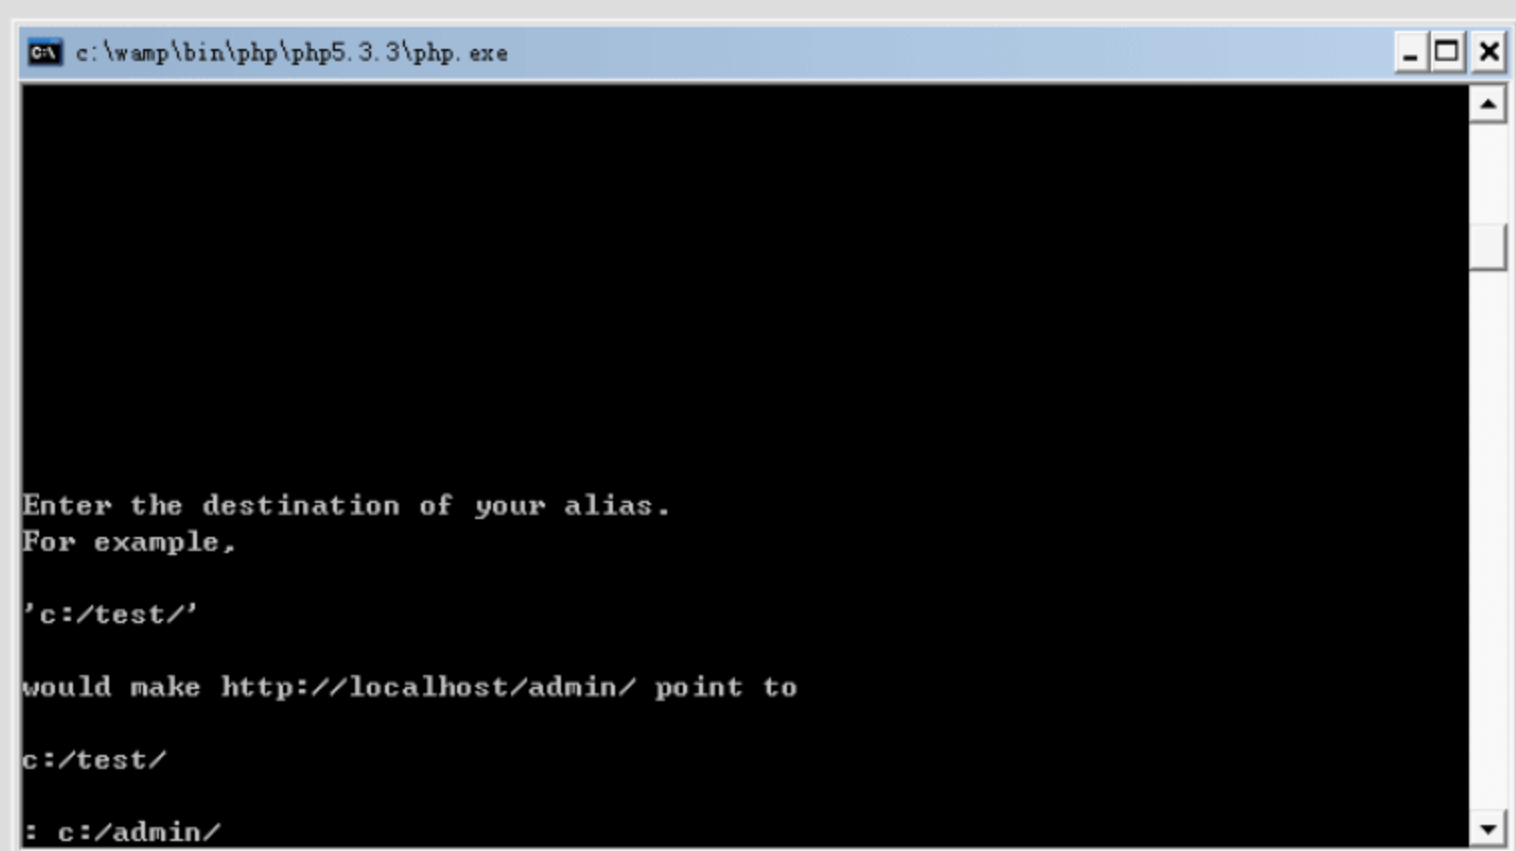 c:\wamp\bin\php\php5.3.3\php.exe
Enter the destination of your alias.
For example,
'c:/test/'
would make http://localhost/admin/ point to
c:/test/
: c:/admin/